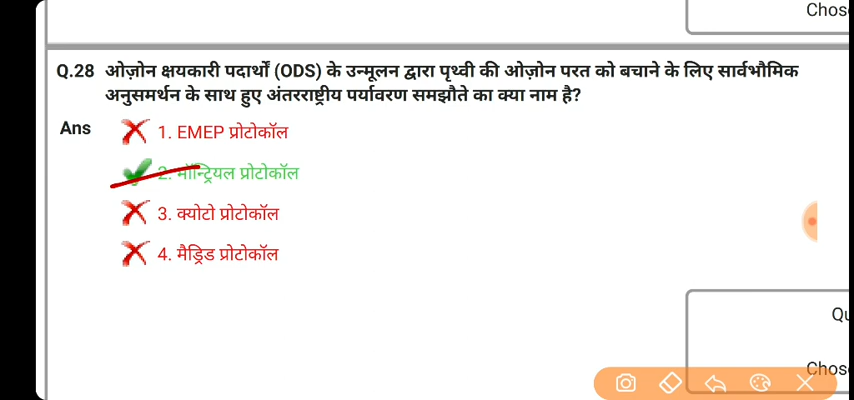 Chos
Q.28 ओज़ोन क्षयकारी पदार्थों (ODS) के उन्मूलन द्वारा पृथ्वी की ओज़ोन परत को बचाने के लिए सार्वभौमिक
अनुसमर्थन के साथ हुए अंतरराष्ट्रीय पर्यावरण समझौते का क्या नाम है?
Ans 1. EMEP प्रोटोकॉल
2. मॉन्ट्रियल प्रोटोकॉल
3. क्योटो प्रोटोकॉल
4. मैड्रिड प्रोटोकॉल
Qu
Chos